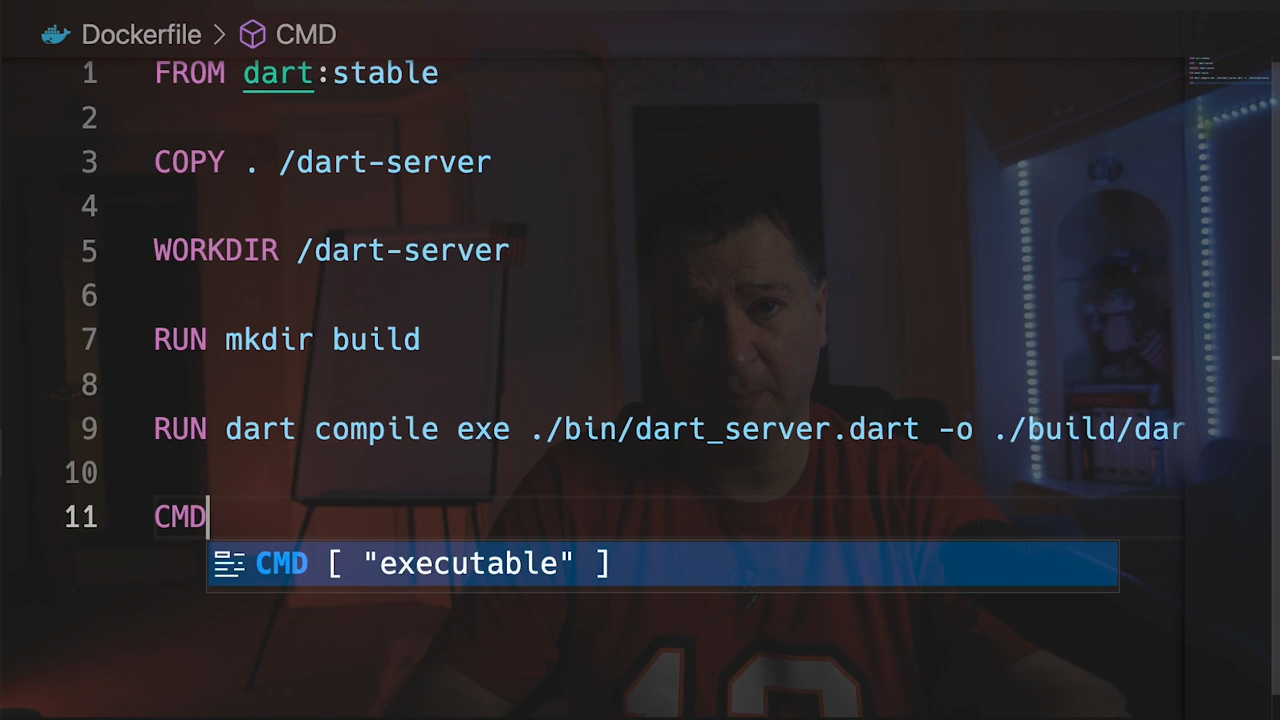 Dockerfile > CMD
1 FROM dart:stable
2
3 COPY . /dart-server
4
5 WORKDIR /dart-server
6
7 RUN mkdir build
8
9 RUN dart compile exe ./bin/dart_server.dart -o ./build/dar
10
11 CMD
CMD [ "executable" ]